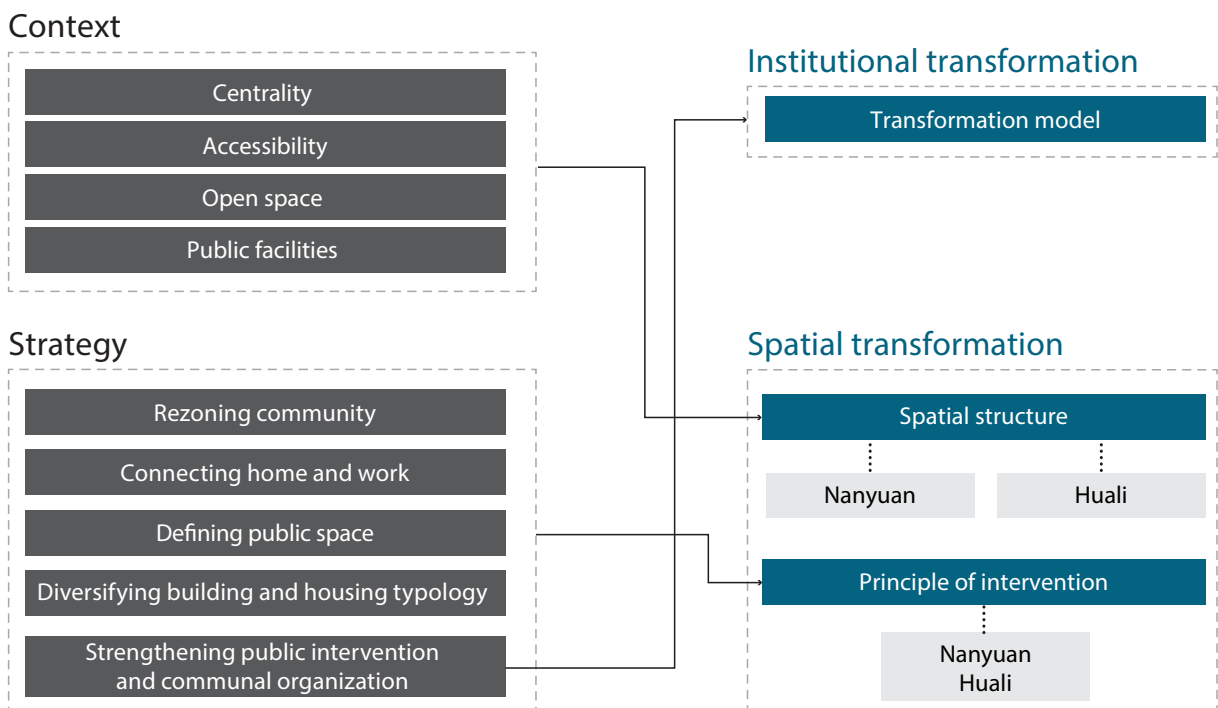 Context
Centrality
Accessibility
Open space
Public facilities
Strategy
Rezoning community
Connecting home and work
Defining public space
Diversifying building and housing typology
Strengthening public intervention
and communal organization
Institutional transformation
Transformation model
Spatial transformation
Spatial structure
Nanyuan
Huali
Principle of intervention
Nanyuan
Huali